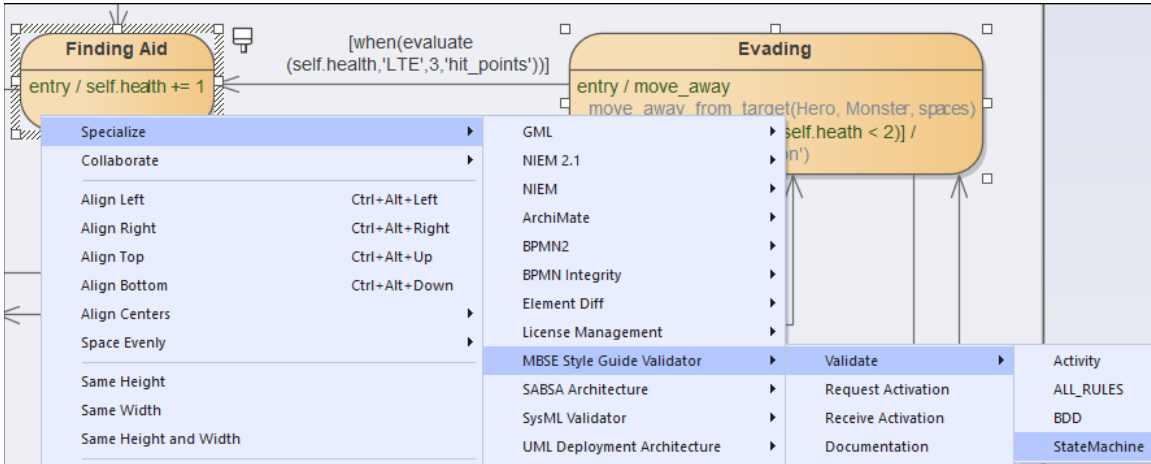 Finding Aid
entry / self.health += 1
[when(evaluate
(self.health,'LTE',3,'hit_points'))]
Evading
entry / move_away
move_away_from_target(Hero, Monster, spaces)
self.heath < 2)] /
on')
Specialize
Collaborate
Align Left Ctrl+Alt+Left
Align Right Ctrl+Alt+Right
Align Top Ctrl+Alt+Up
Align Bottom Ctrl+Alt+Down
Align Centers
Space Evenly
Same Height
Same Width
Same Height and Width
GML
NIEM 2.1
NIEM
ArchiMate
BPMN2
BPMN Integrity
Element Diff
License Management
MBSE Style Guide Validator
SABSA Architecture
SysML Validator
UML Deployment Architecture
Validate
Request Activation
Receive Activation
Documentation
Activity
ALL_RULES
BDD
StateMachine